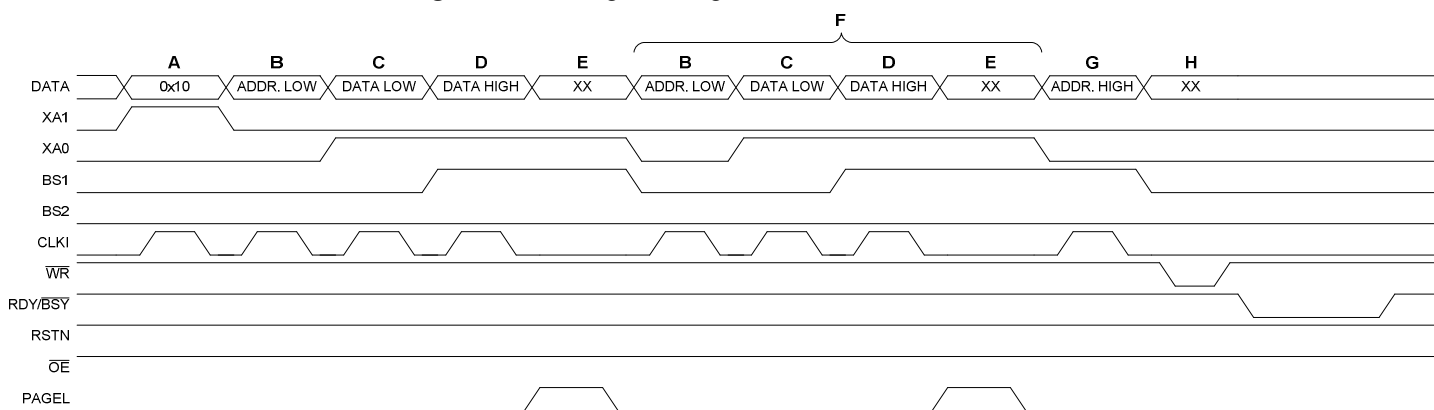 F
A B C D E B C D E G H
DATA 0x10 ADDR. LOW DATA LOW DATA HIGH XX ADDR. LOW DATA LOW DATA HIGH XX ADDR. HIGH XX
XA1
XA0
BS1
BS2
CLKI
WR
RDY/BSY
RSTN
OE
PAGEL